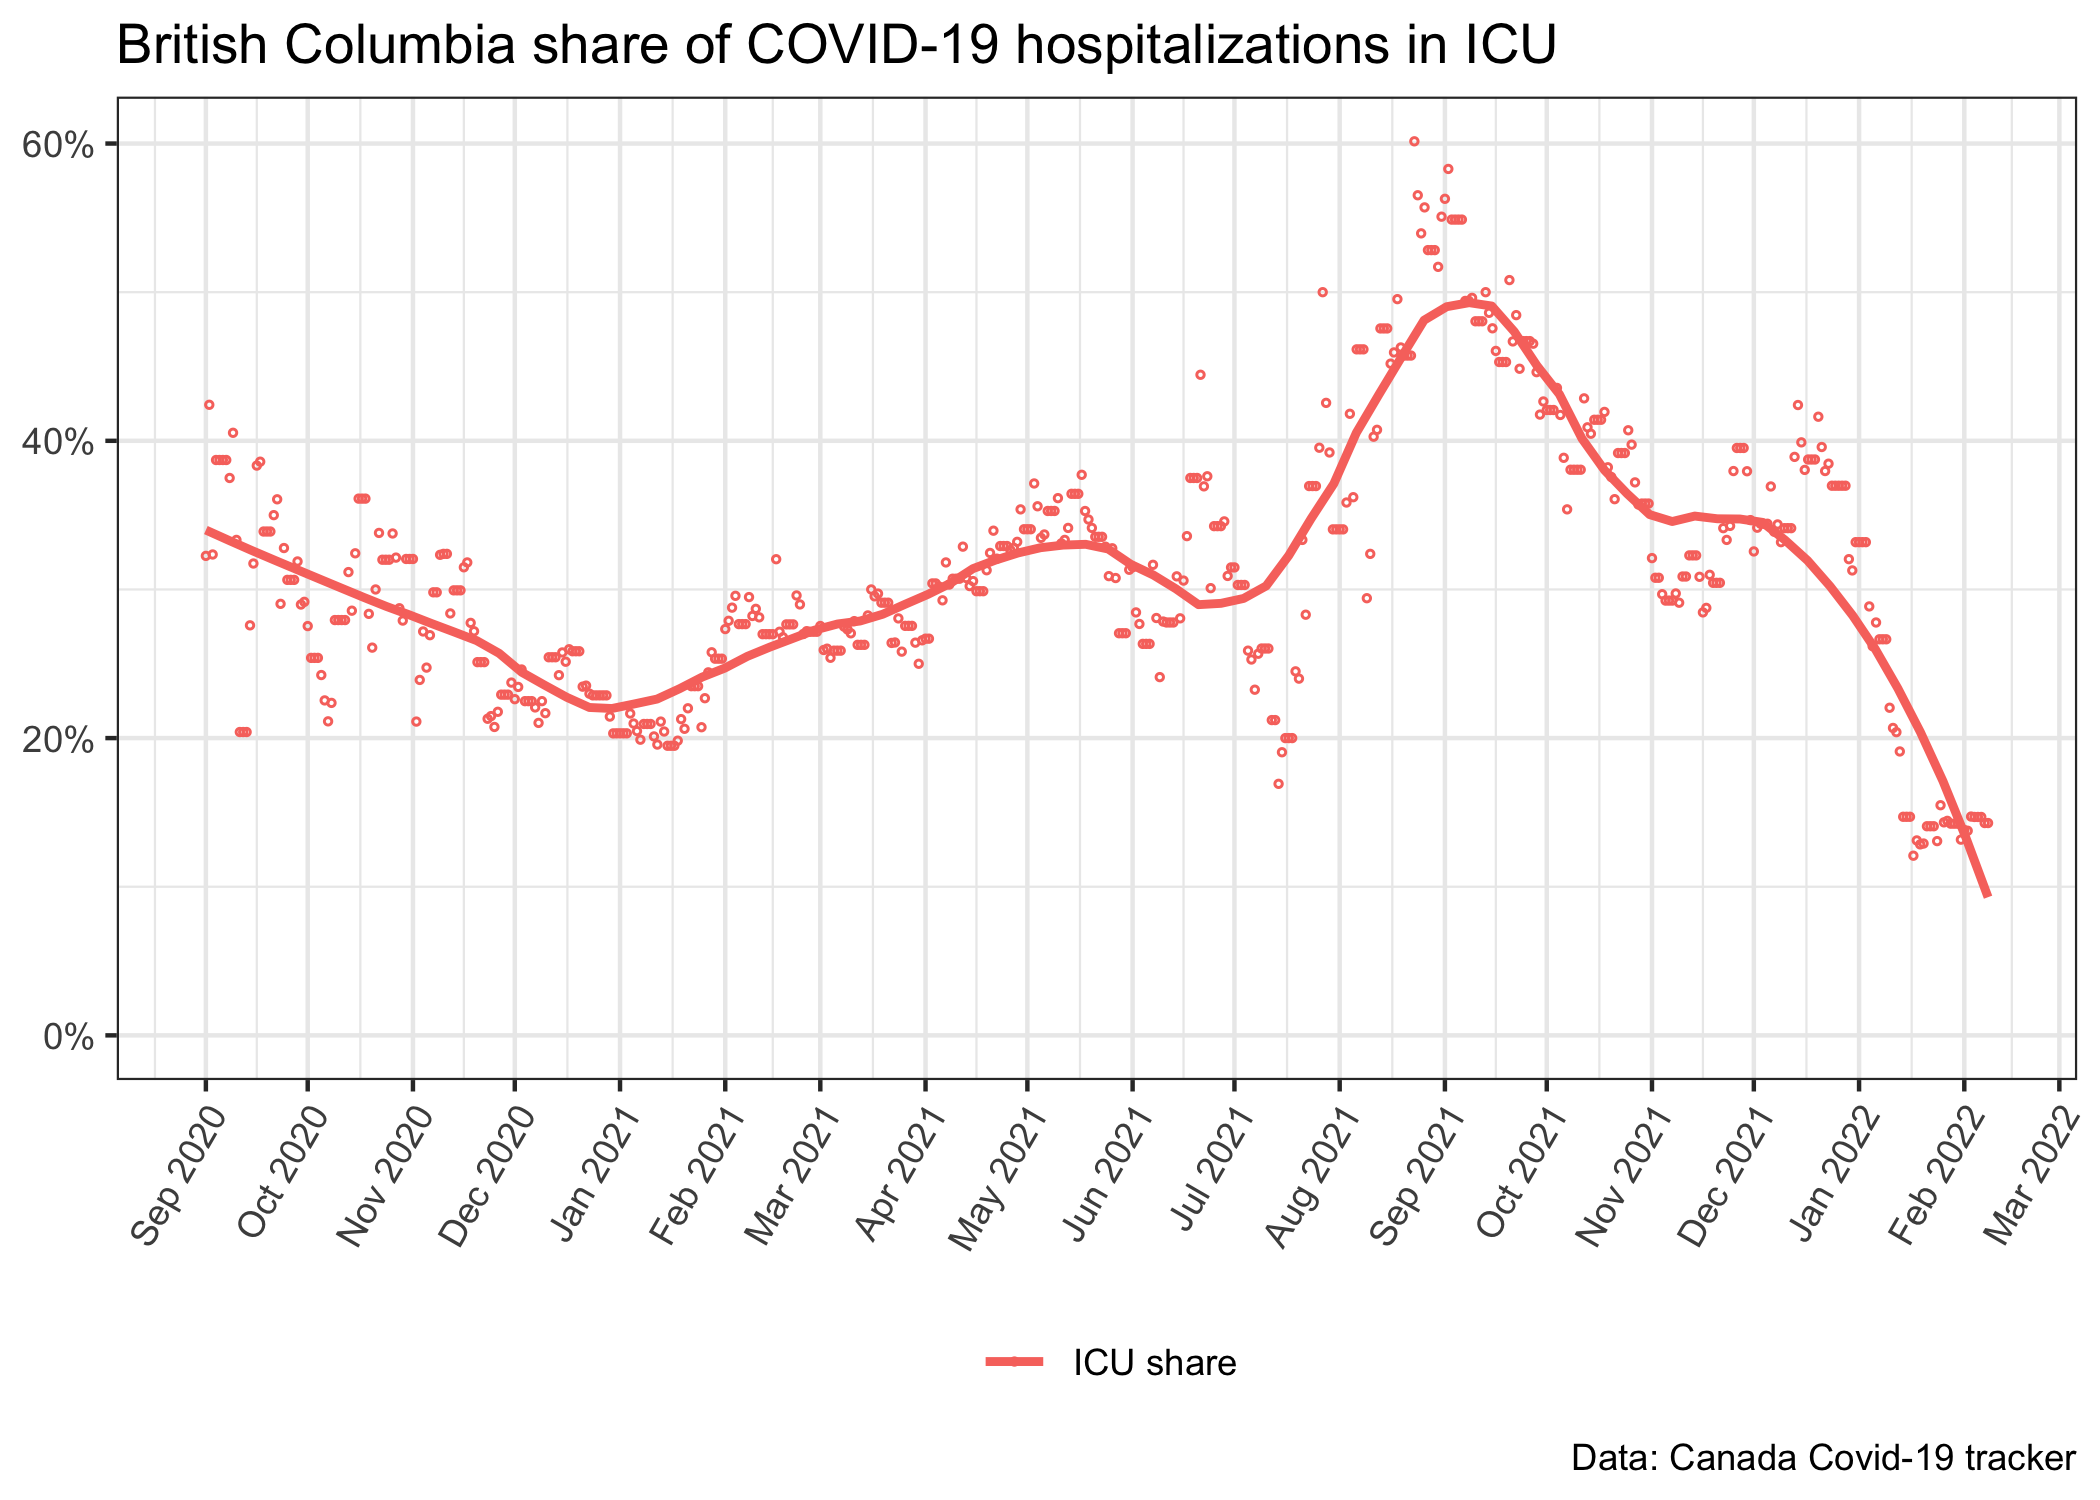 British Columbia share of COVID-19 hospitalizations in ICU
60%
40%
20%
0%
Sep 2020
Oct 2020
Nov 2020
Dec 2020
Jan 2021
Feb 2021
Mar 2021
Apr 2021
May 2021
Jun 2021
Jul 2021
Aug 2021
Sep 2021
Oct 2021
Nov 2021
Dec 2021
Jan 2022
Feb 2022
Mar 2022
ICU share
Data: Canada Covid-19 tracker